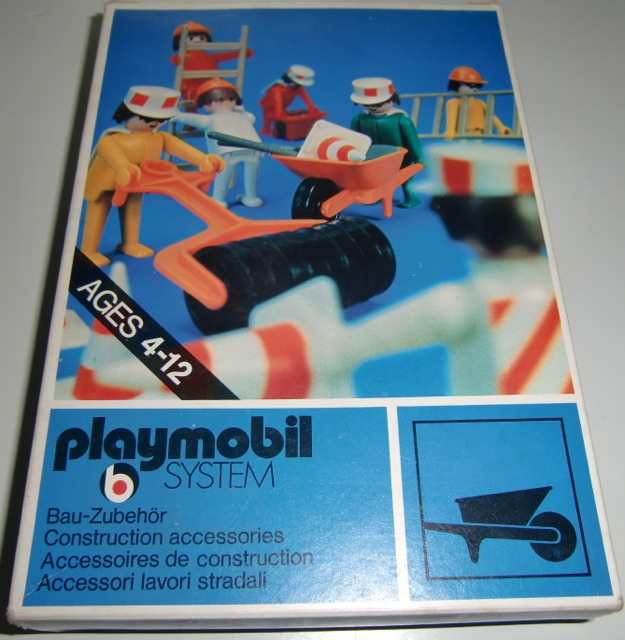 AGES 4-12
playmobil
SYSTEM
Bau-Zubehör
Construction accessories
Accessoires de construction
Accessori lavori stradali